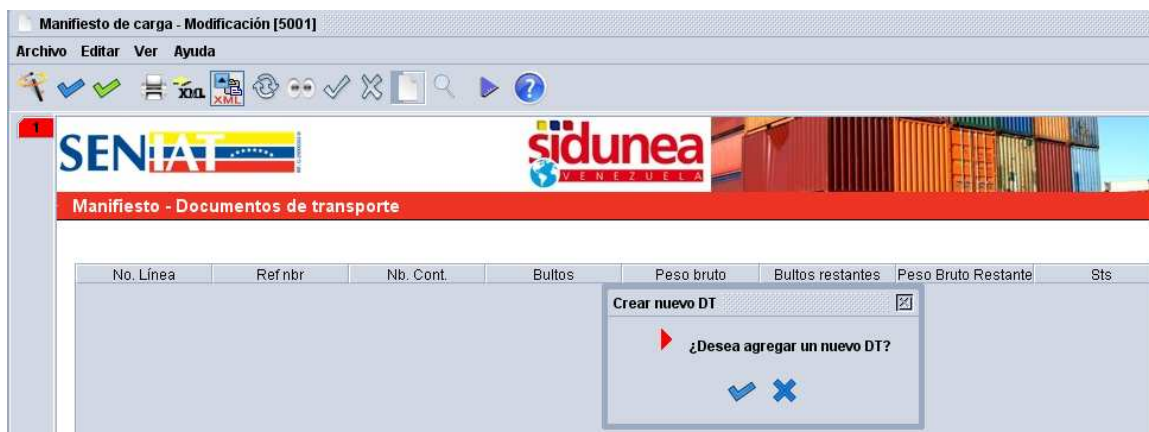 Manifiesto de carga - Modificación [5001]
Archivo Editar Ver Ayuda
XML XML
1
SENIAT
sidunea
VENEZUELA
Manifiesto - Documentos de transporte
No. Línea Ref nbr Nb. Cont. Bultos Peso bruto Bultos restantes Peso Bruto Restante Sts
Crear nuevo DT
¿Desea agregar un nuevo DT?